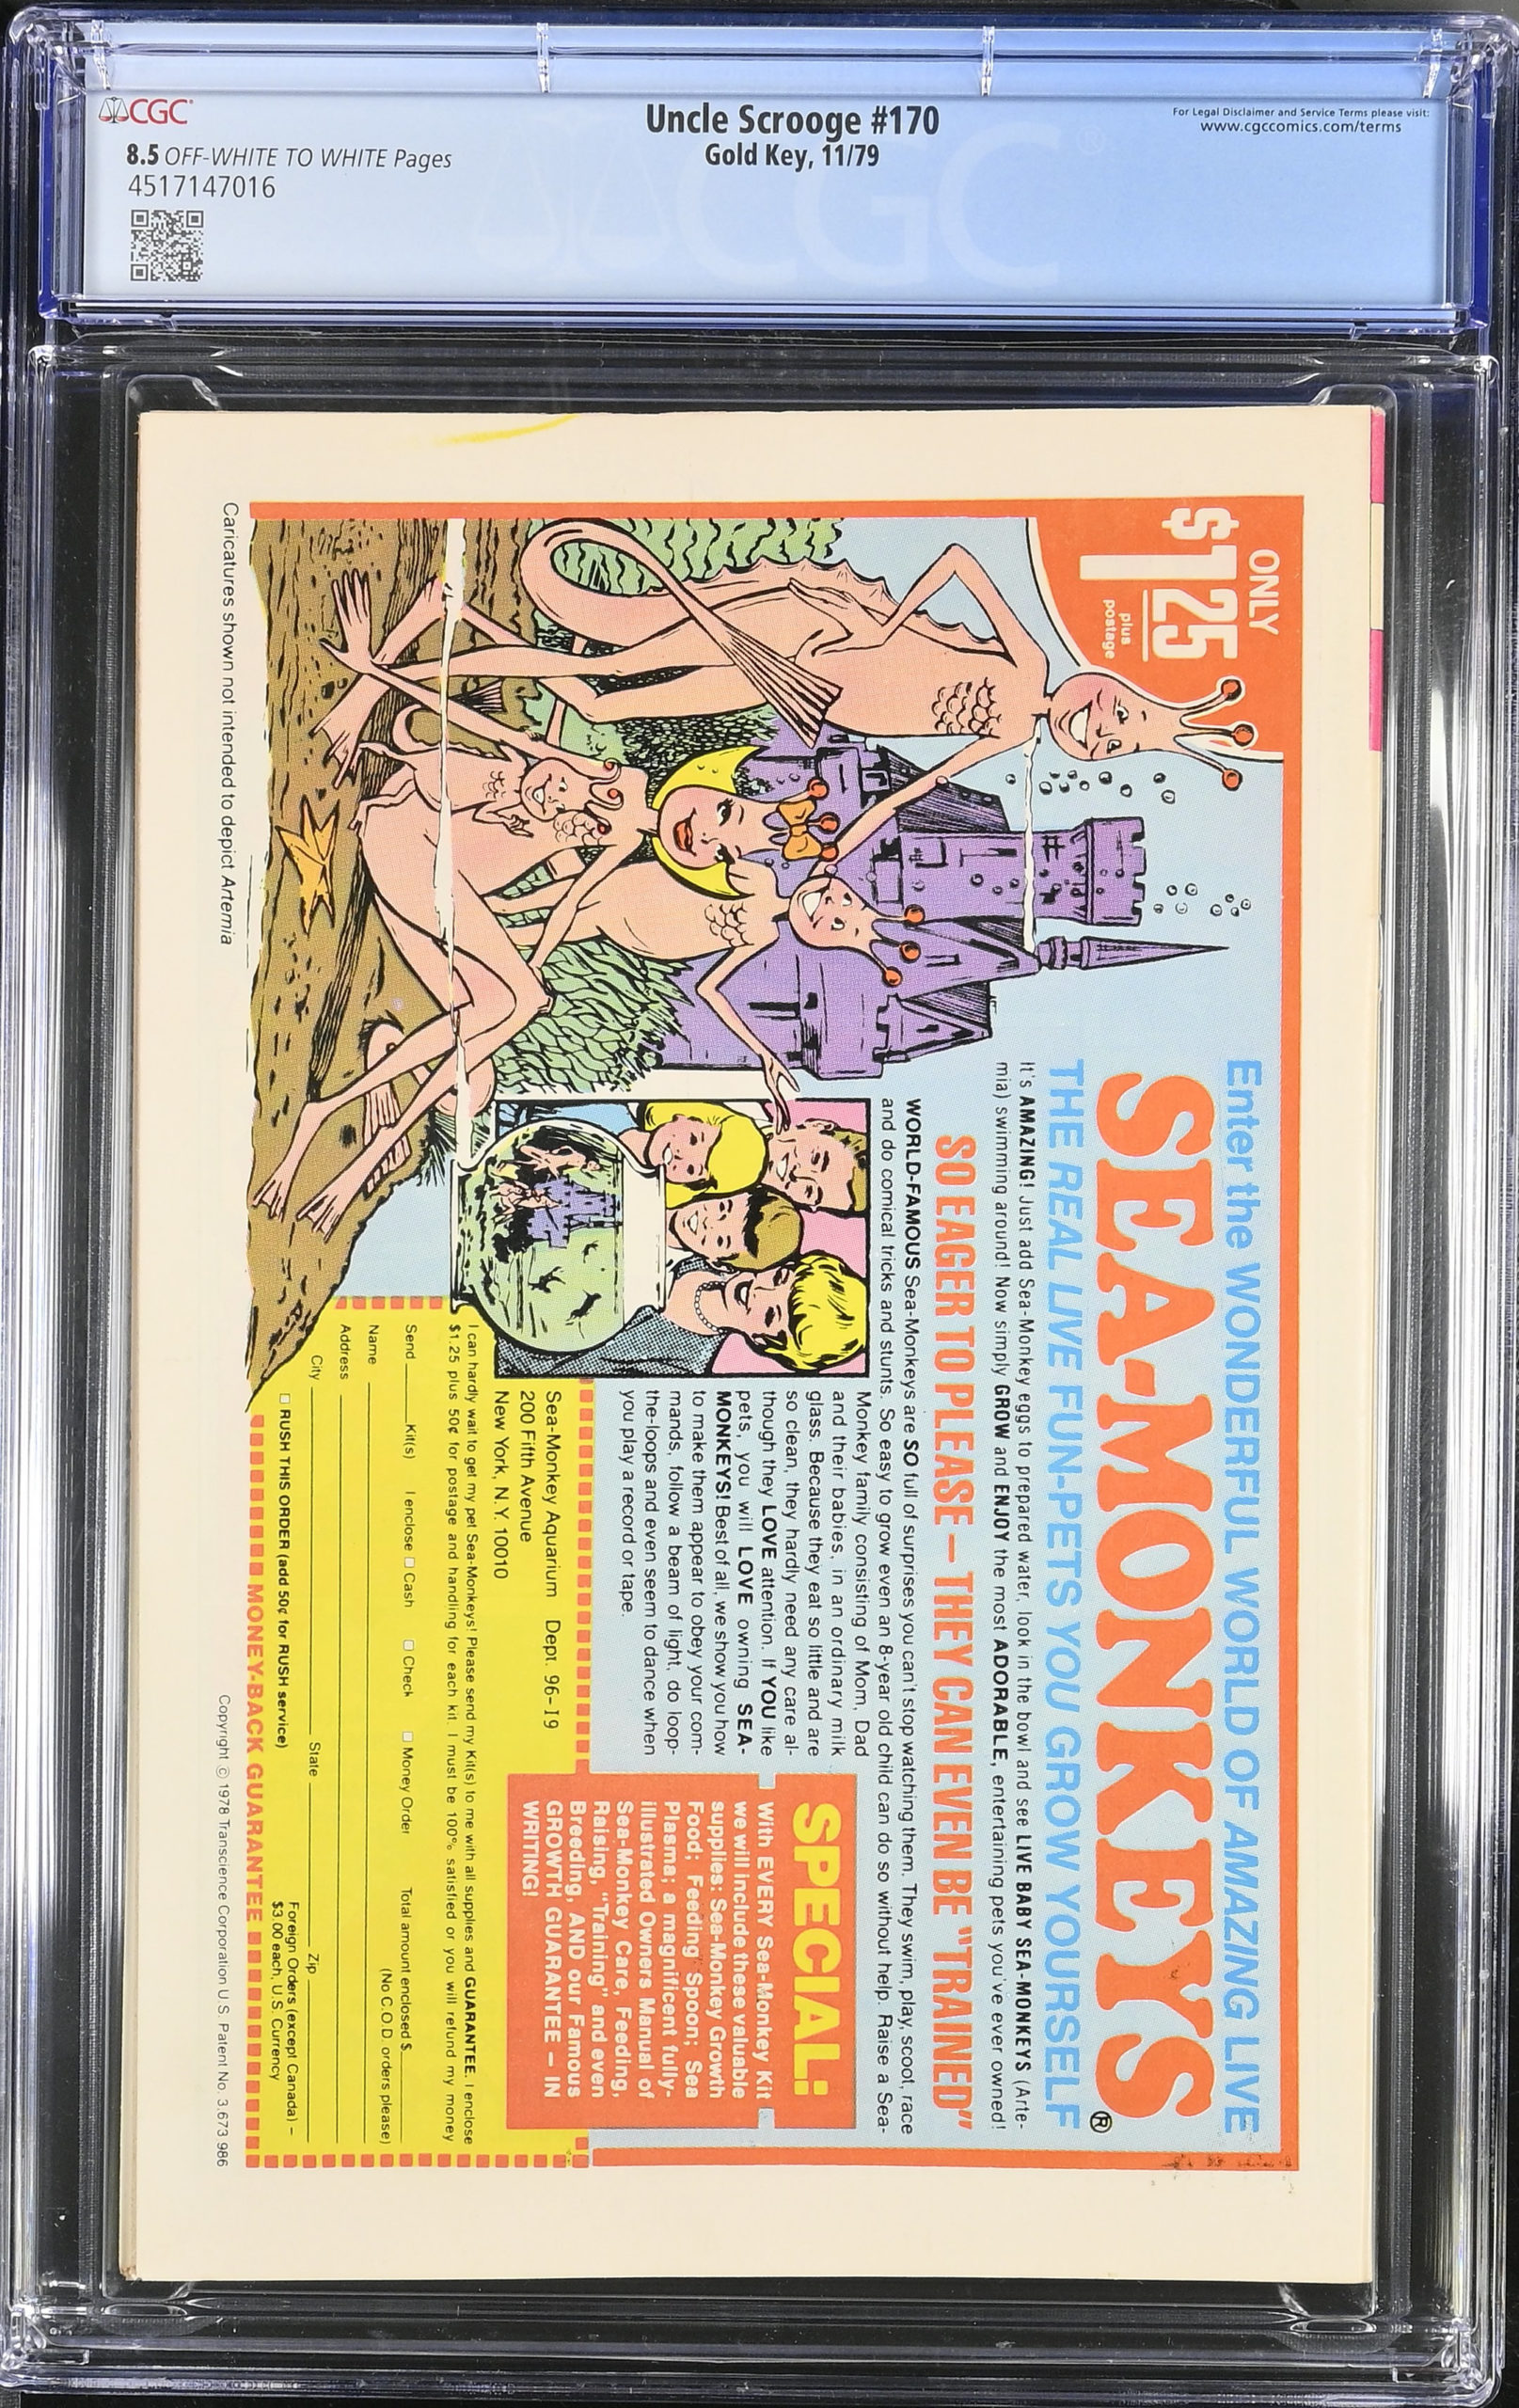 CGC
8.5 OFF-WHITE TO WHITE Pages
4517147016
Uncle Scrooge #170
Gold Key, 11/79
For Legal Disclaimer and Service Terms please visit:
www.cgccomics.com/terms
CGC®
ONLY
$1.25
plus
postage
Enter the WONDERFUL WORLD OF AMAZING LIVE
SEA-MONKEYS®
THE REAL LIVE FUN-PETS YOU GROW YOURSELF
It's AMAZING! Just add Sea-Monkey eggs to prepared water, look in the bowl and see LIVE BABY SEA-MONKEYS (Arte-
mia) swimming around! Now simply GROW and ENJOY the most ADORABLE, entertaining pets you've ever owned!
SO EAGER TO PLEASE — THEY CAN EVEN BE "TRAINED"
WORLD-FAMOUS Sea-Monkeys are SO full of surprises you can't stop watching them. They swim, play, scoot, race
and do comical tricks and stunts. So easy to grow even an 8-year old child can do so without help. Raise a Sea-
Monkey family consisting of Mom, Dad
and their babies, in an ordinary milk
glass. Because they eat so little and are
so clean, they hardly need any care al-
though they LOVE attention. If YOU like
pets, you will LOVE owning SEA-
MONKEYS! Best of all, we show you how
to make them appear to obey your com-
mands, follow a beam of light, do loop-
the-loops and even seem to dance when
you play a record or tape.
SPECIAL:
With EVERY Sea-Monkey Kit
we will include these valuable
supplies: Sea-Monkey Growth
Food; Feeding Spoon; Sea
Plasma; a magnificent fully-
illustrated Owners Manual of
Sea-Monkey Care, Feeding,
Raising, "Training" and even
Breeding, AND our Famous
GROWTH GUARANTEE — IN
WRITING!
Sea-Monkey Aquarium Dept. 96-19
200 Fifth Avenue
New York, N.Y. 10010
I can hardly wait to get my pet Sea-Monkeys! Please send my Kit(s) to me with all supplies and GUARANTEE. I enclose
$1.25 plus 50¢ for postage and handling for each kit. I must be 100% satisfied or you will refund my money
Send Kit(s) I enclose □ Cash □ Check □ Money Order Total amount enclosed $
(No C.O.D. orders please)
Name
Address
City State Zip
□ RUSH THIS ORDER (add 50¢ for RUSH service)
Foreign Orders (except Canada) –
$3.00 each, U.S. Currency
MONEY-BACK GUARANTEE
Caricatures shown not intended to depict Artemia
Copyright © 1978 Transcience Corporation U.S. Patent No. 3,673,986